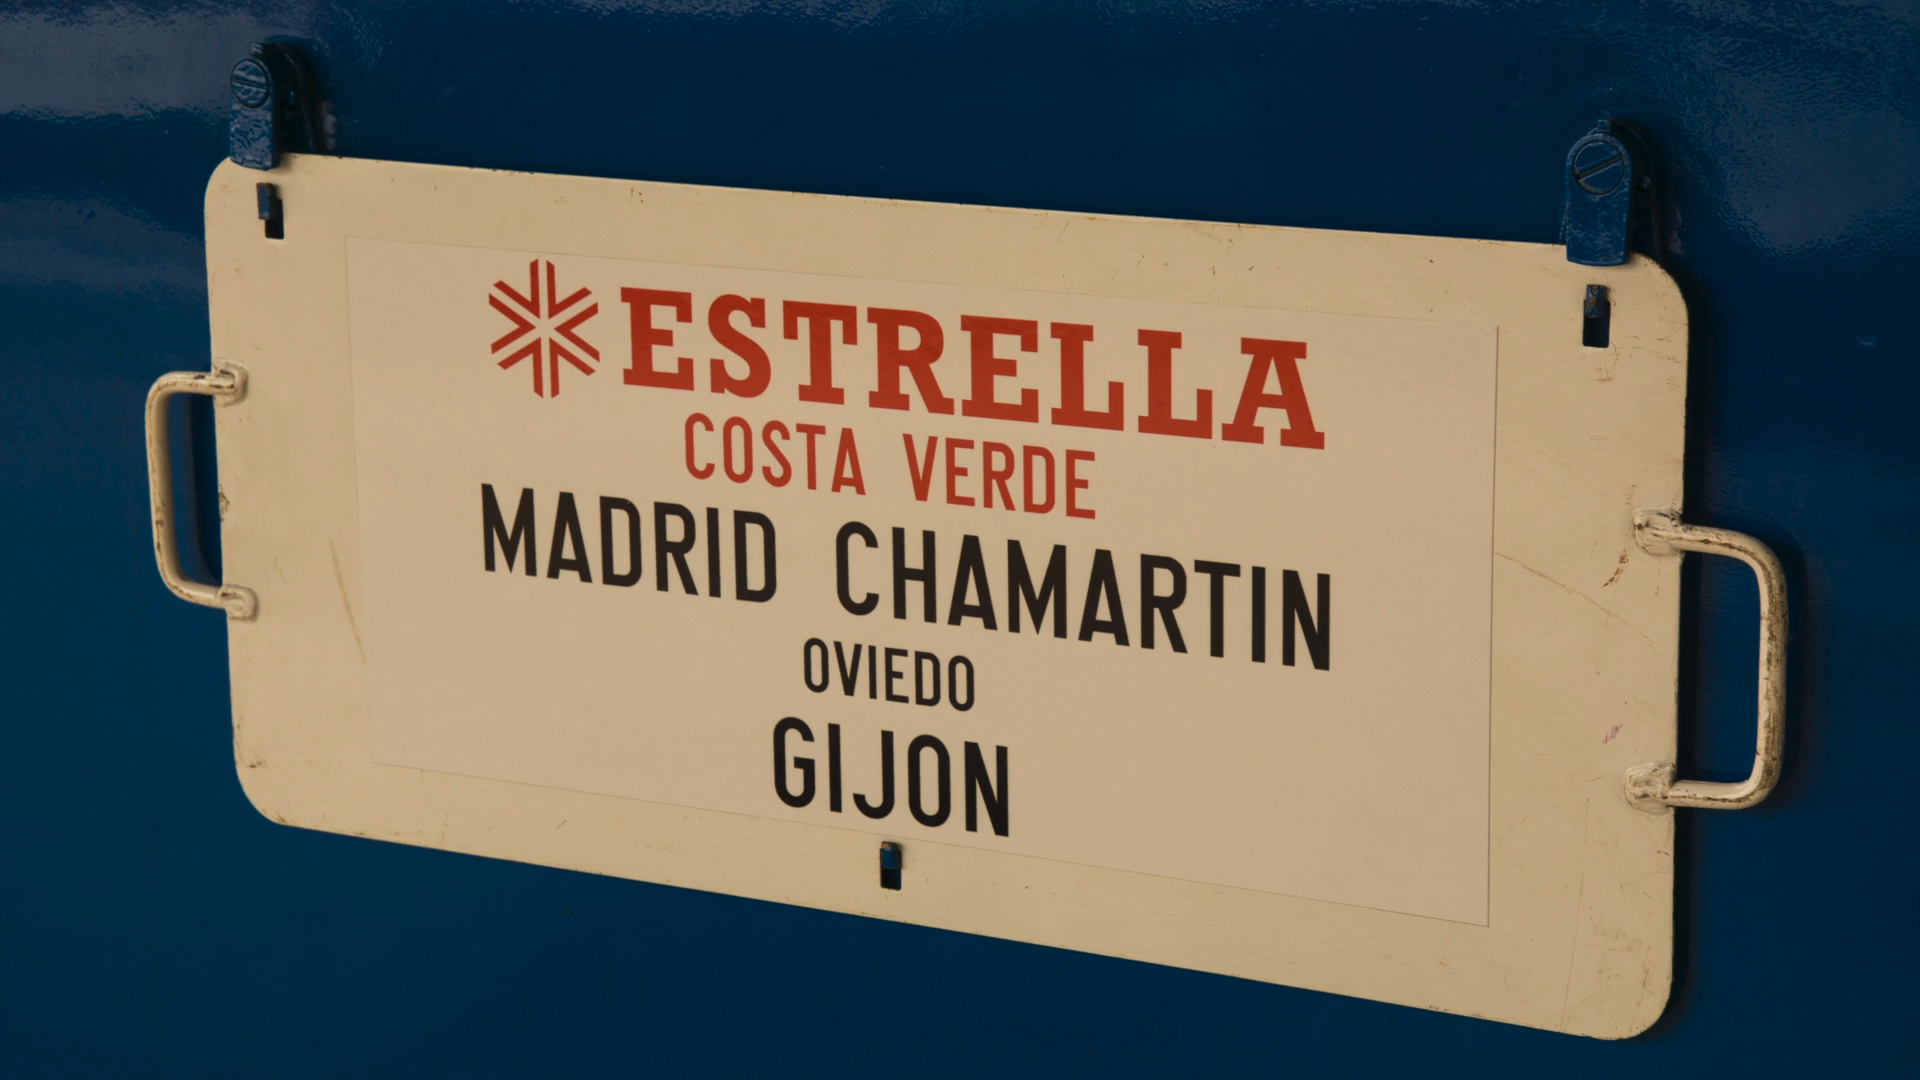 ESTRELLA
COSTA VERDE
MADRID CHAMARTIN
OVIEDO
GIJON